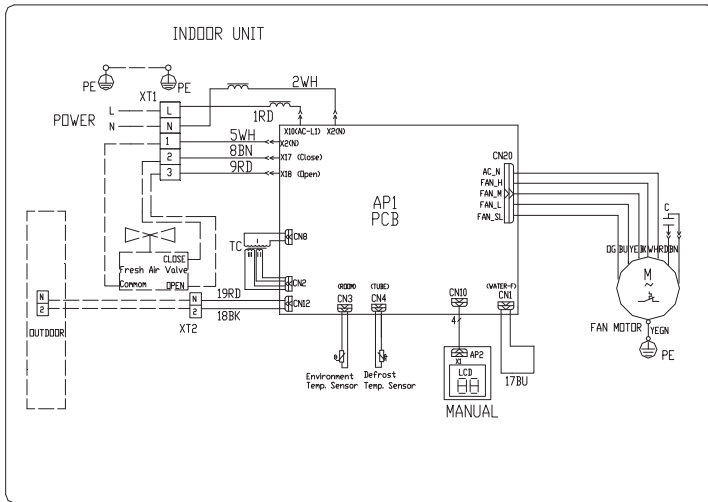 INDOOR UNIT
PE
PE
2WH
XT1
POWER
L
L
1RD
X10(AC-L1)
X2(N)
N
N
1
5WH
X2(N)
CN20
2
8BN
X17 (Close)
AC_N
3
9RD
X18 (Open)
FAN_H
FAN_M
AP1
PCB
FAN_L
C
FAN_SL
TC
CN8
OG BU YE BK WH RD BN
CLOSE
Fresh Air Valve
Commom
OPEN
M
~
CN2
(ROOM)
(TUBE)
(WATER-F)
N
2
N
2
19RD
CN12
CN3
CN4
CN10
CN1
OUTDOOR
18BK
XT2
4
FAN MOTOR
YEGN
PE
AP2
X1
LCD
Environment
Temp. Sensor
Defrost
Temp. Sensor
17BU
MANUAL